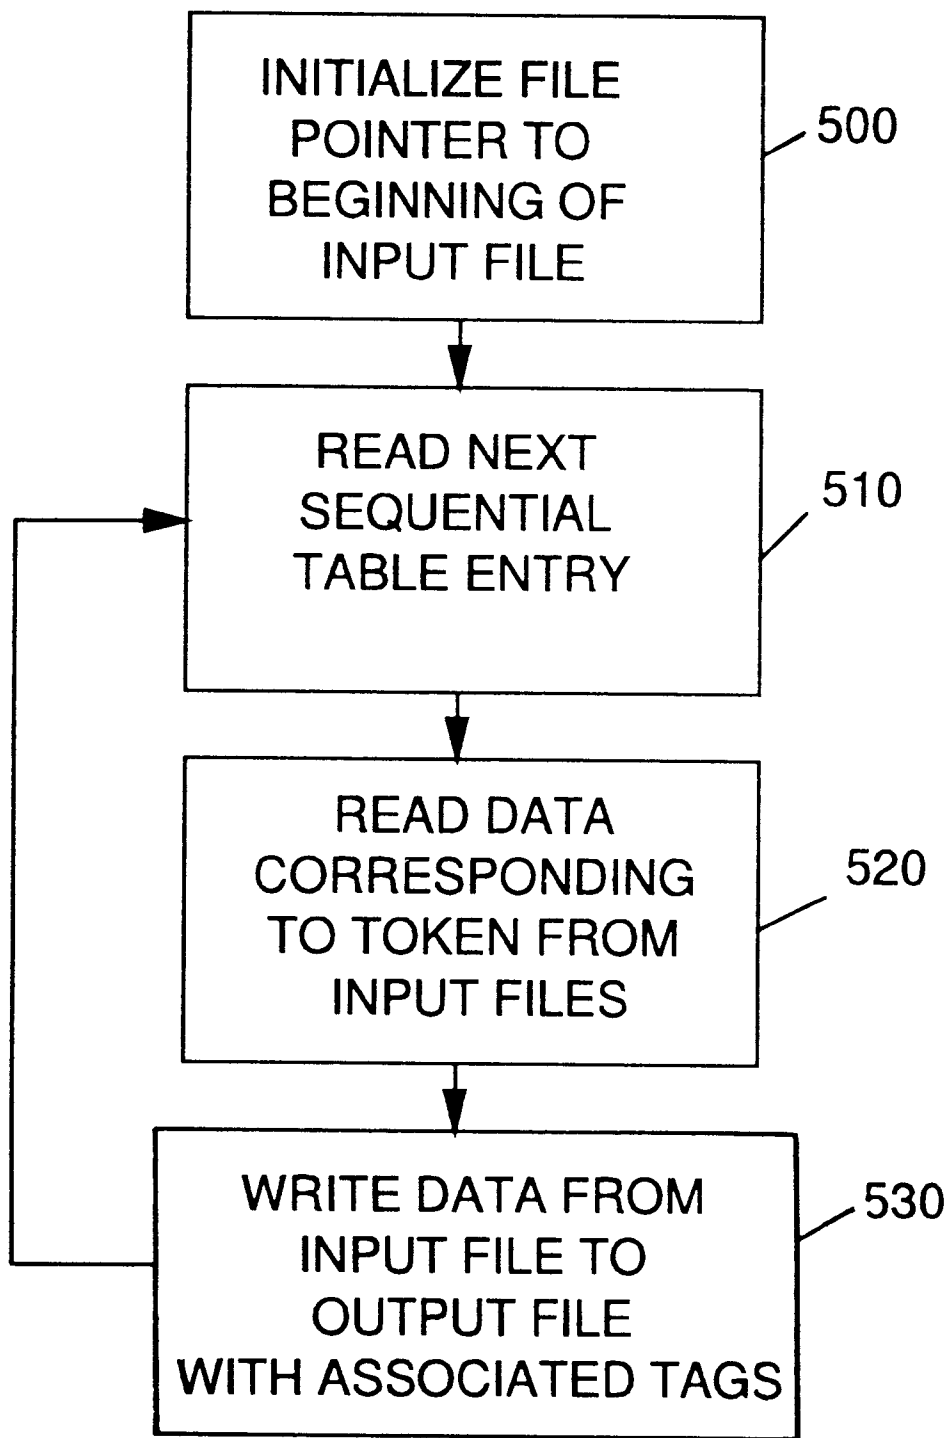 INITIALIZE FILE
POINTER TO
BEGINNING OF
INPUT FILE
500
READ NEXT
SEQUENTIAL
TABLE ENTRY
510
READ DATA
CORRESPONDING
TO TOKEN FROM
INPUT FILES
520
WRITE DATA FROM
INPUT FILE TO
OUTPUT FILE
WITH ASSOCIATED TAGS
530